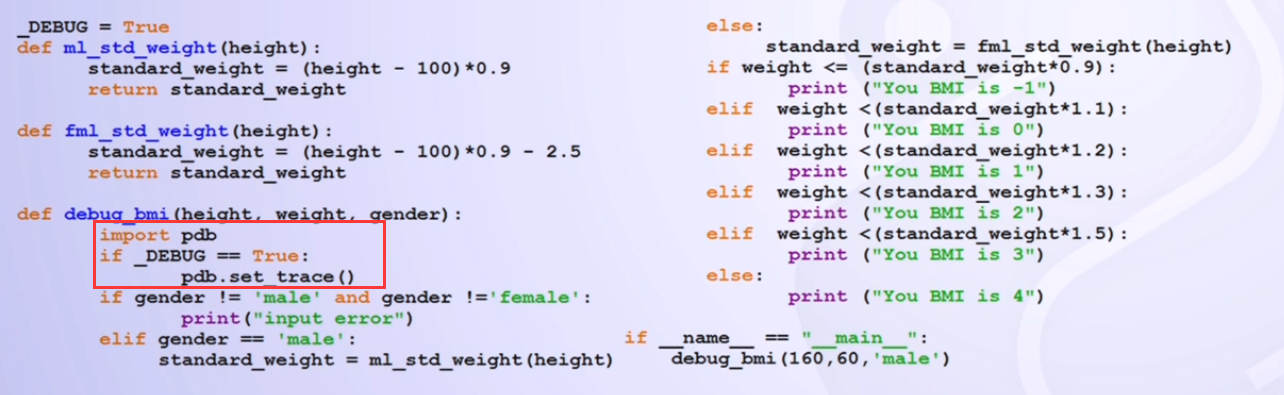 _DEBUG = True
def ml_std_weight(height):
standard_weight = (height - 100)*0.9
return standard_weight
def fml_std_weight(height):
standard_weight = (height - 100)*0.9 - 2.5
return standard_weight
def debug_bmi(height, weight, gender):
import pdb
if _DEBUG == True:
pdb.set_trace()
if gender != 'male' and gender !='female':
print("input error")
elif gender == 'male':
standard_weight = ml_std_weight(height)
else:
standard_weight = fml_std_weight(height)
if weight <= (standard_weight*0.9):
print ("You BMI is -1")
elif weight <(standard_weight*1.1):
print ("You BMI is 0")
elif weight <(standard_weight*1.2):
print ("You BMI is 1")
elif weight <(standard_weight*1.3):
print ("You BMI is 2")
elif weight <(standard_weight*1.5):
print ("You BMI is 3")
else:
print ("You BMI is 4")
if __name__ == "__main__":
debug_bmi(160,60,'male')